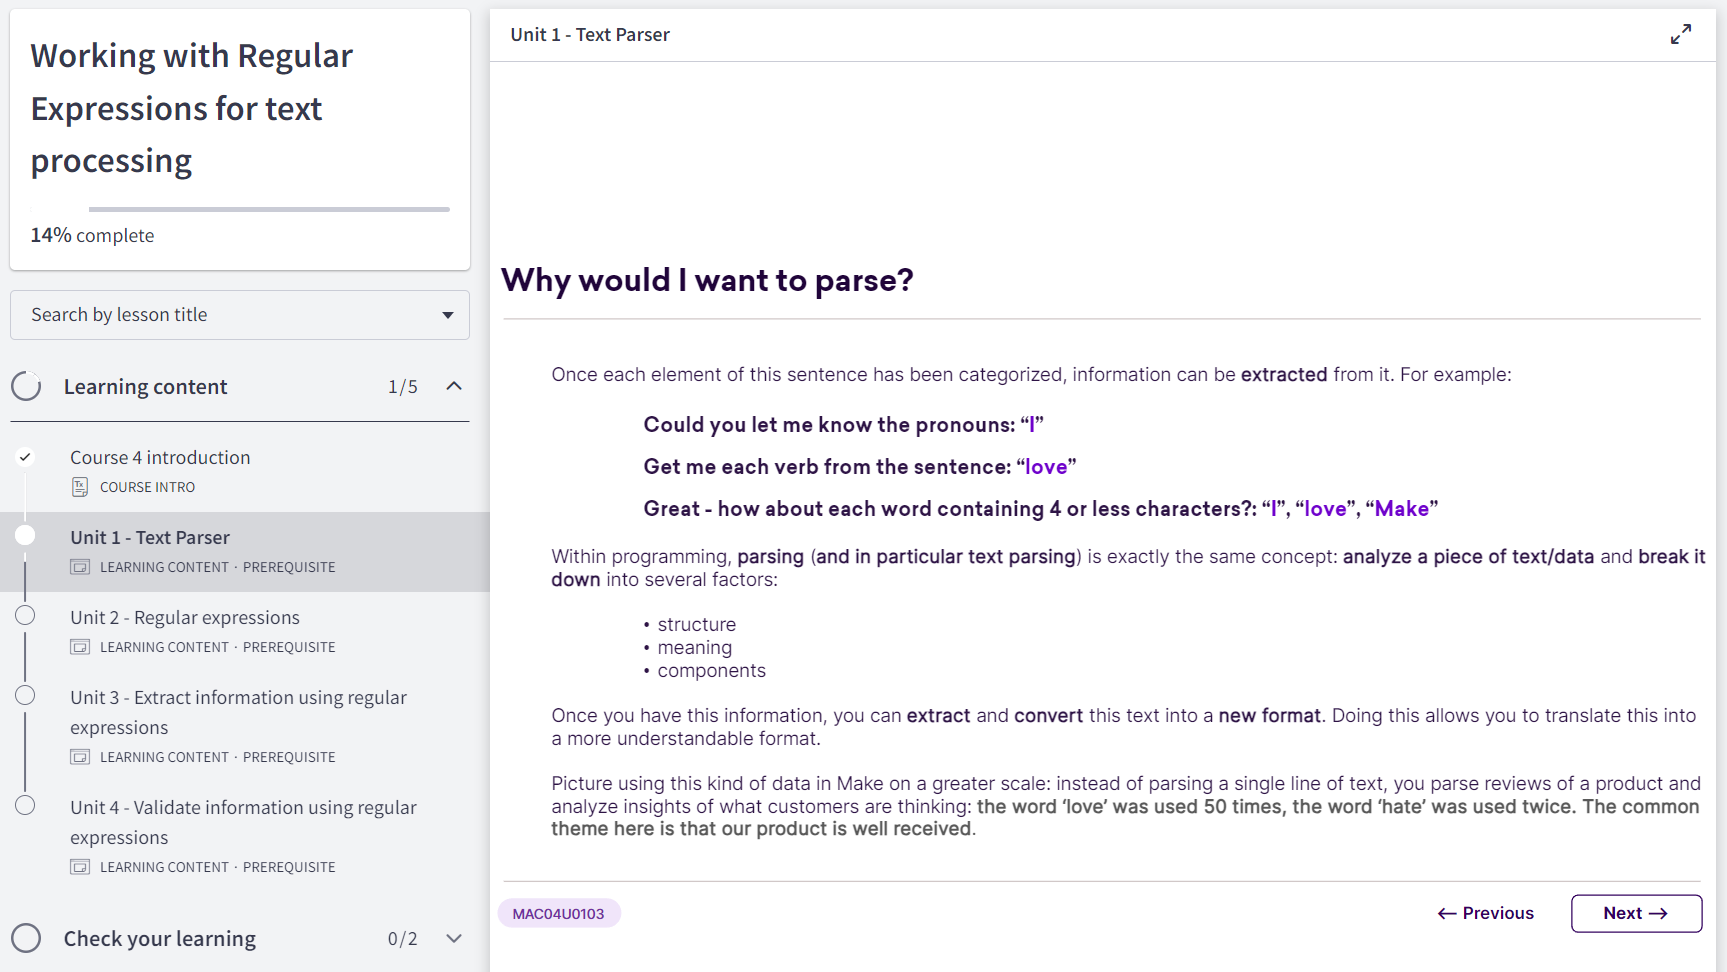 Working with Regular
Expressions for text
processing
14% complete
Search by lesson title
Learning content 1/5
Course 4 introduction
COURSE INTRO
Unit 1 - Text Parser
LEARNING CONTENT · PREREQUISITE
Unit 2 - Regular expressions
LEARNING CONTENT · PREREQUISITE
Unit 3 - Extract information using regular
expressions
LEARNING CONTENT · PREREQUISITE
Unit 4 - Validate information using regular
expressions
LEARNING CONTENT · PREREQUISITE
Check your learning 0/2
Unit 1 - Text Parser
Why would I want to parse?
Once each element of this sentence has been categorized, information can be extracted from it. For example:
Could you let me know the pronouns: “I”
Get me each verb from the sentence: “love”
Great - how about each word containing 4 or less characters?: “I”, “love”, “Make”
Within programming, parsing (and in particular text parsing) is exactly the same concept: analyze a piece of text/data and break it
down into several factors:
• structure
• meaning
• components
Once you have this information, you can extract and convert this text into a new format. Doing this allows you to translate this into
a more understandable format.
Picture using this kind of data in Make on a greater scale: instead of parsing a single line of text, you parse reviews of a product and
analyze insights of what customers are thinking: the word ‘love’ was used 50 times, the word ‘hate’ was used twice. The common
theme here is that our product is well received.
MAC04U0103
← Previous
Next →